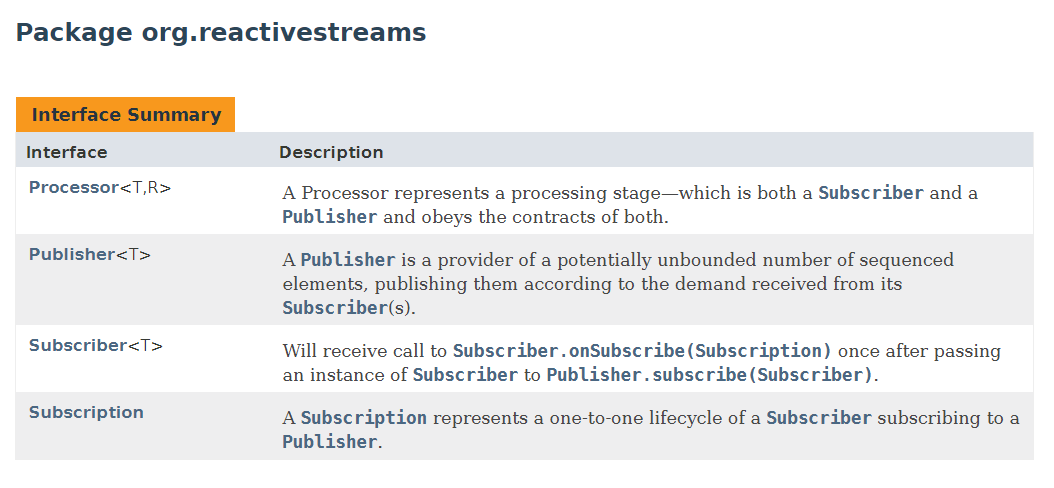 Package org.reactivestreams
Interface Summary
Interface Description
Processor<T,R>
A Processor represents a processing stage—which is both a Subscriber and a
Publisher and obeys the contracts of both.
Publisher<T>
A Publisher is a provider of a potentially unbounded number of sequenced
elements, publishing them according to the demand received from its
Subscriber(s).
Subscriber<T>
Will receive call to Subscriber.onSubscribe(Subscription) once after passing
an instance of Subscriber to Publisher.subscribe(Subscriber).
Subscription
A Subscription represents a one-to-one lifecycle of a Subscriber subscribing to a
Publisher.